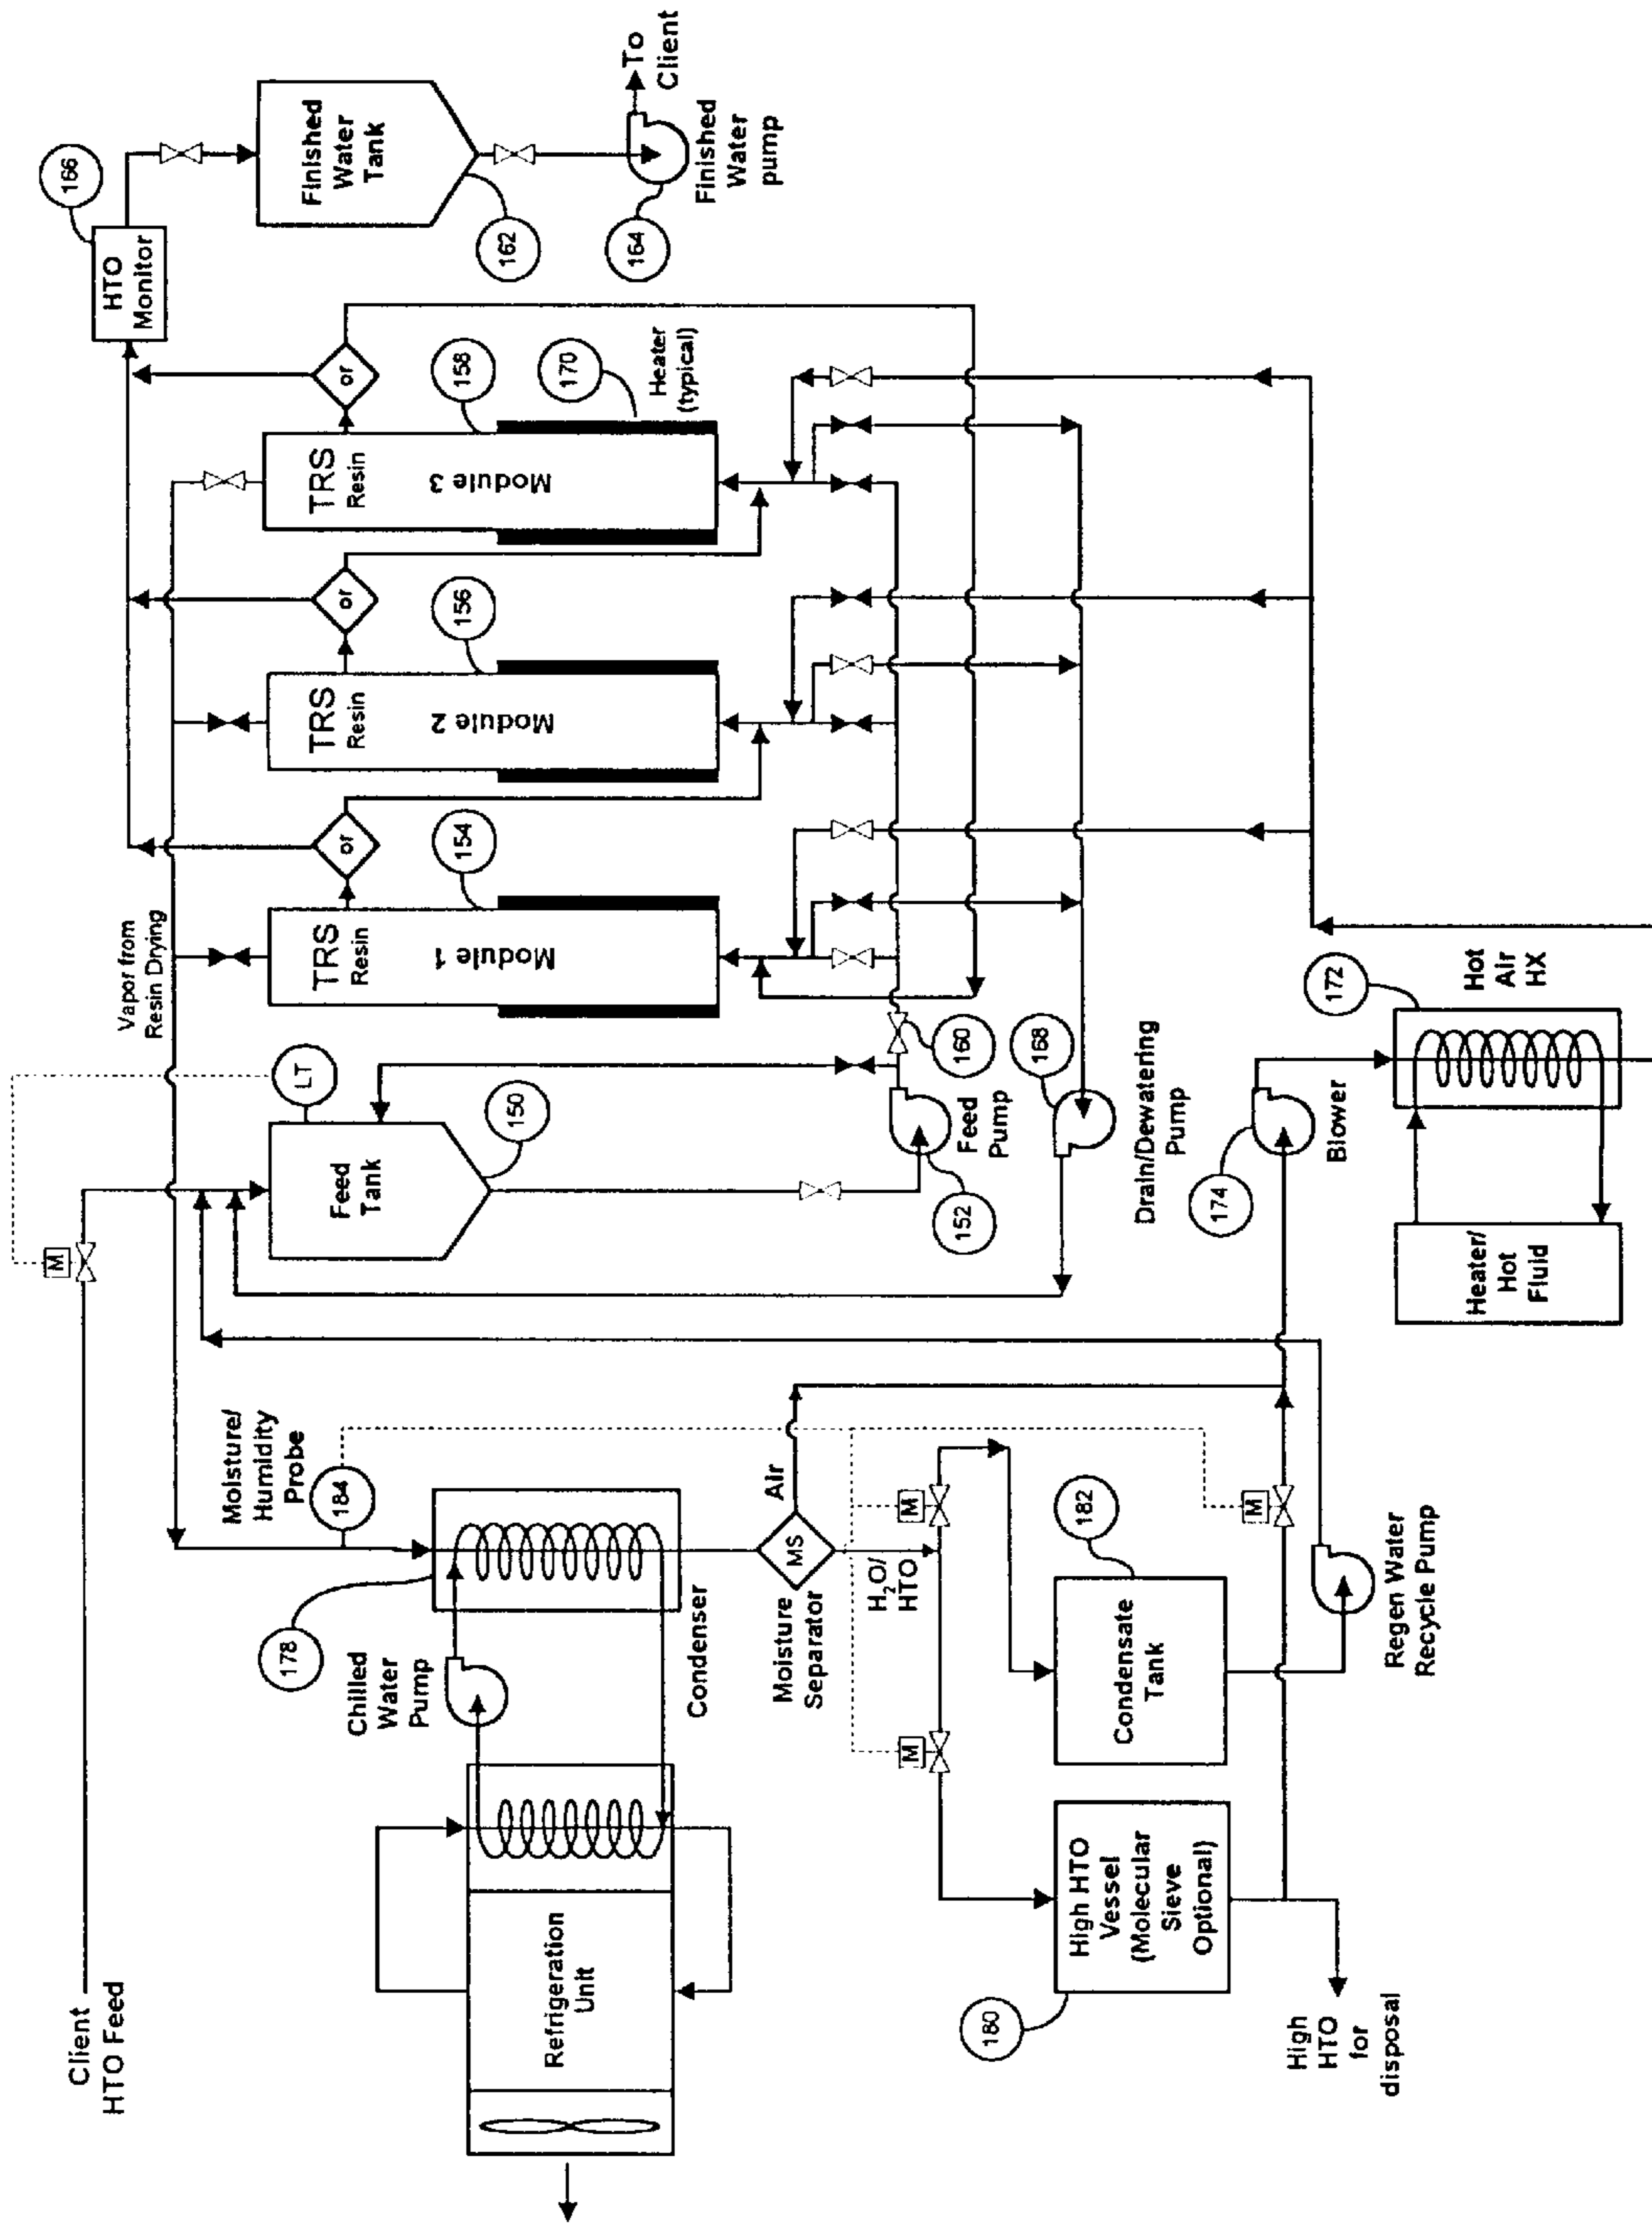 Client
HTO Feed
M
LT
Vapor from
Resin Drying
HTO
Monitor
166
Finished
Water
Tank
162
164
To
Client
Finished
Water
pump
Refrigeration
Unit
Chilled
Water
Pump
178
Moisture/
Humidity
Probe
184
Condenser
Feed
Tank
150
152
Feed
Pump
160
TRS
Resin
Module 1
154
or
TRS
Resin
Module 2
156
or
TRS
Resin
Module 3
158
or
170
Heater
(typical)
168
Drain/Dewatering
Pump
Moisture
Separator
MS
Air
H2O/
HTO
M
M
M
180
High HTO
Vessel
(Molecular
Sieve
Optional)
High
HTO
for
disposal
Condensate
Tank
182
Regen Water
Recycle Pump
174
Blower
172
Hot
Air
HX
Heater/
Hot
Fluid